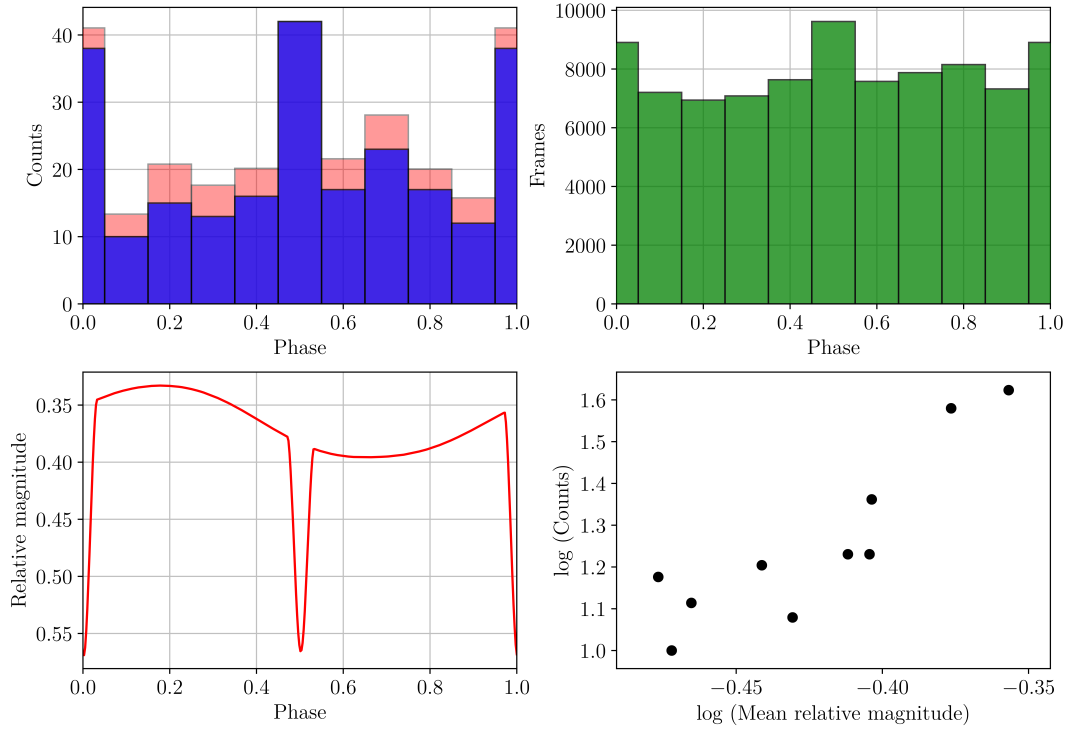 Counts
40
30
20
10
0
0.0 0.2 0.4 0.6 0.8 1.0
Phase
Frames
10000
8000
6000
4000
2000
0
0.0 0.2 0.4 0.6 0.8 1.0
Phase
Relative magnitude
0.35
0.40
0.45
0.50
0.55
0.0 0.2 0.4 0.6 0.8 1.0
Phase
log (Counts)
1.6
1.5
1.4
1.3
1.2
1.1
1.0
−0.45 −0.40 −0.35
log (Mean relative magnitude)